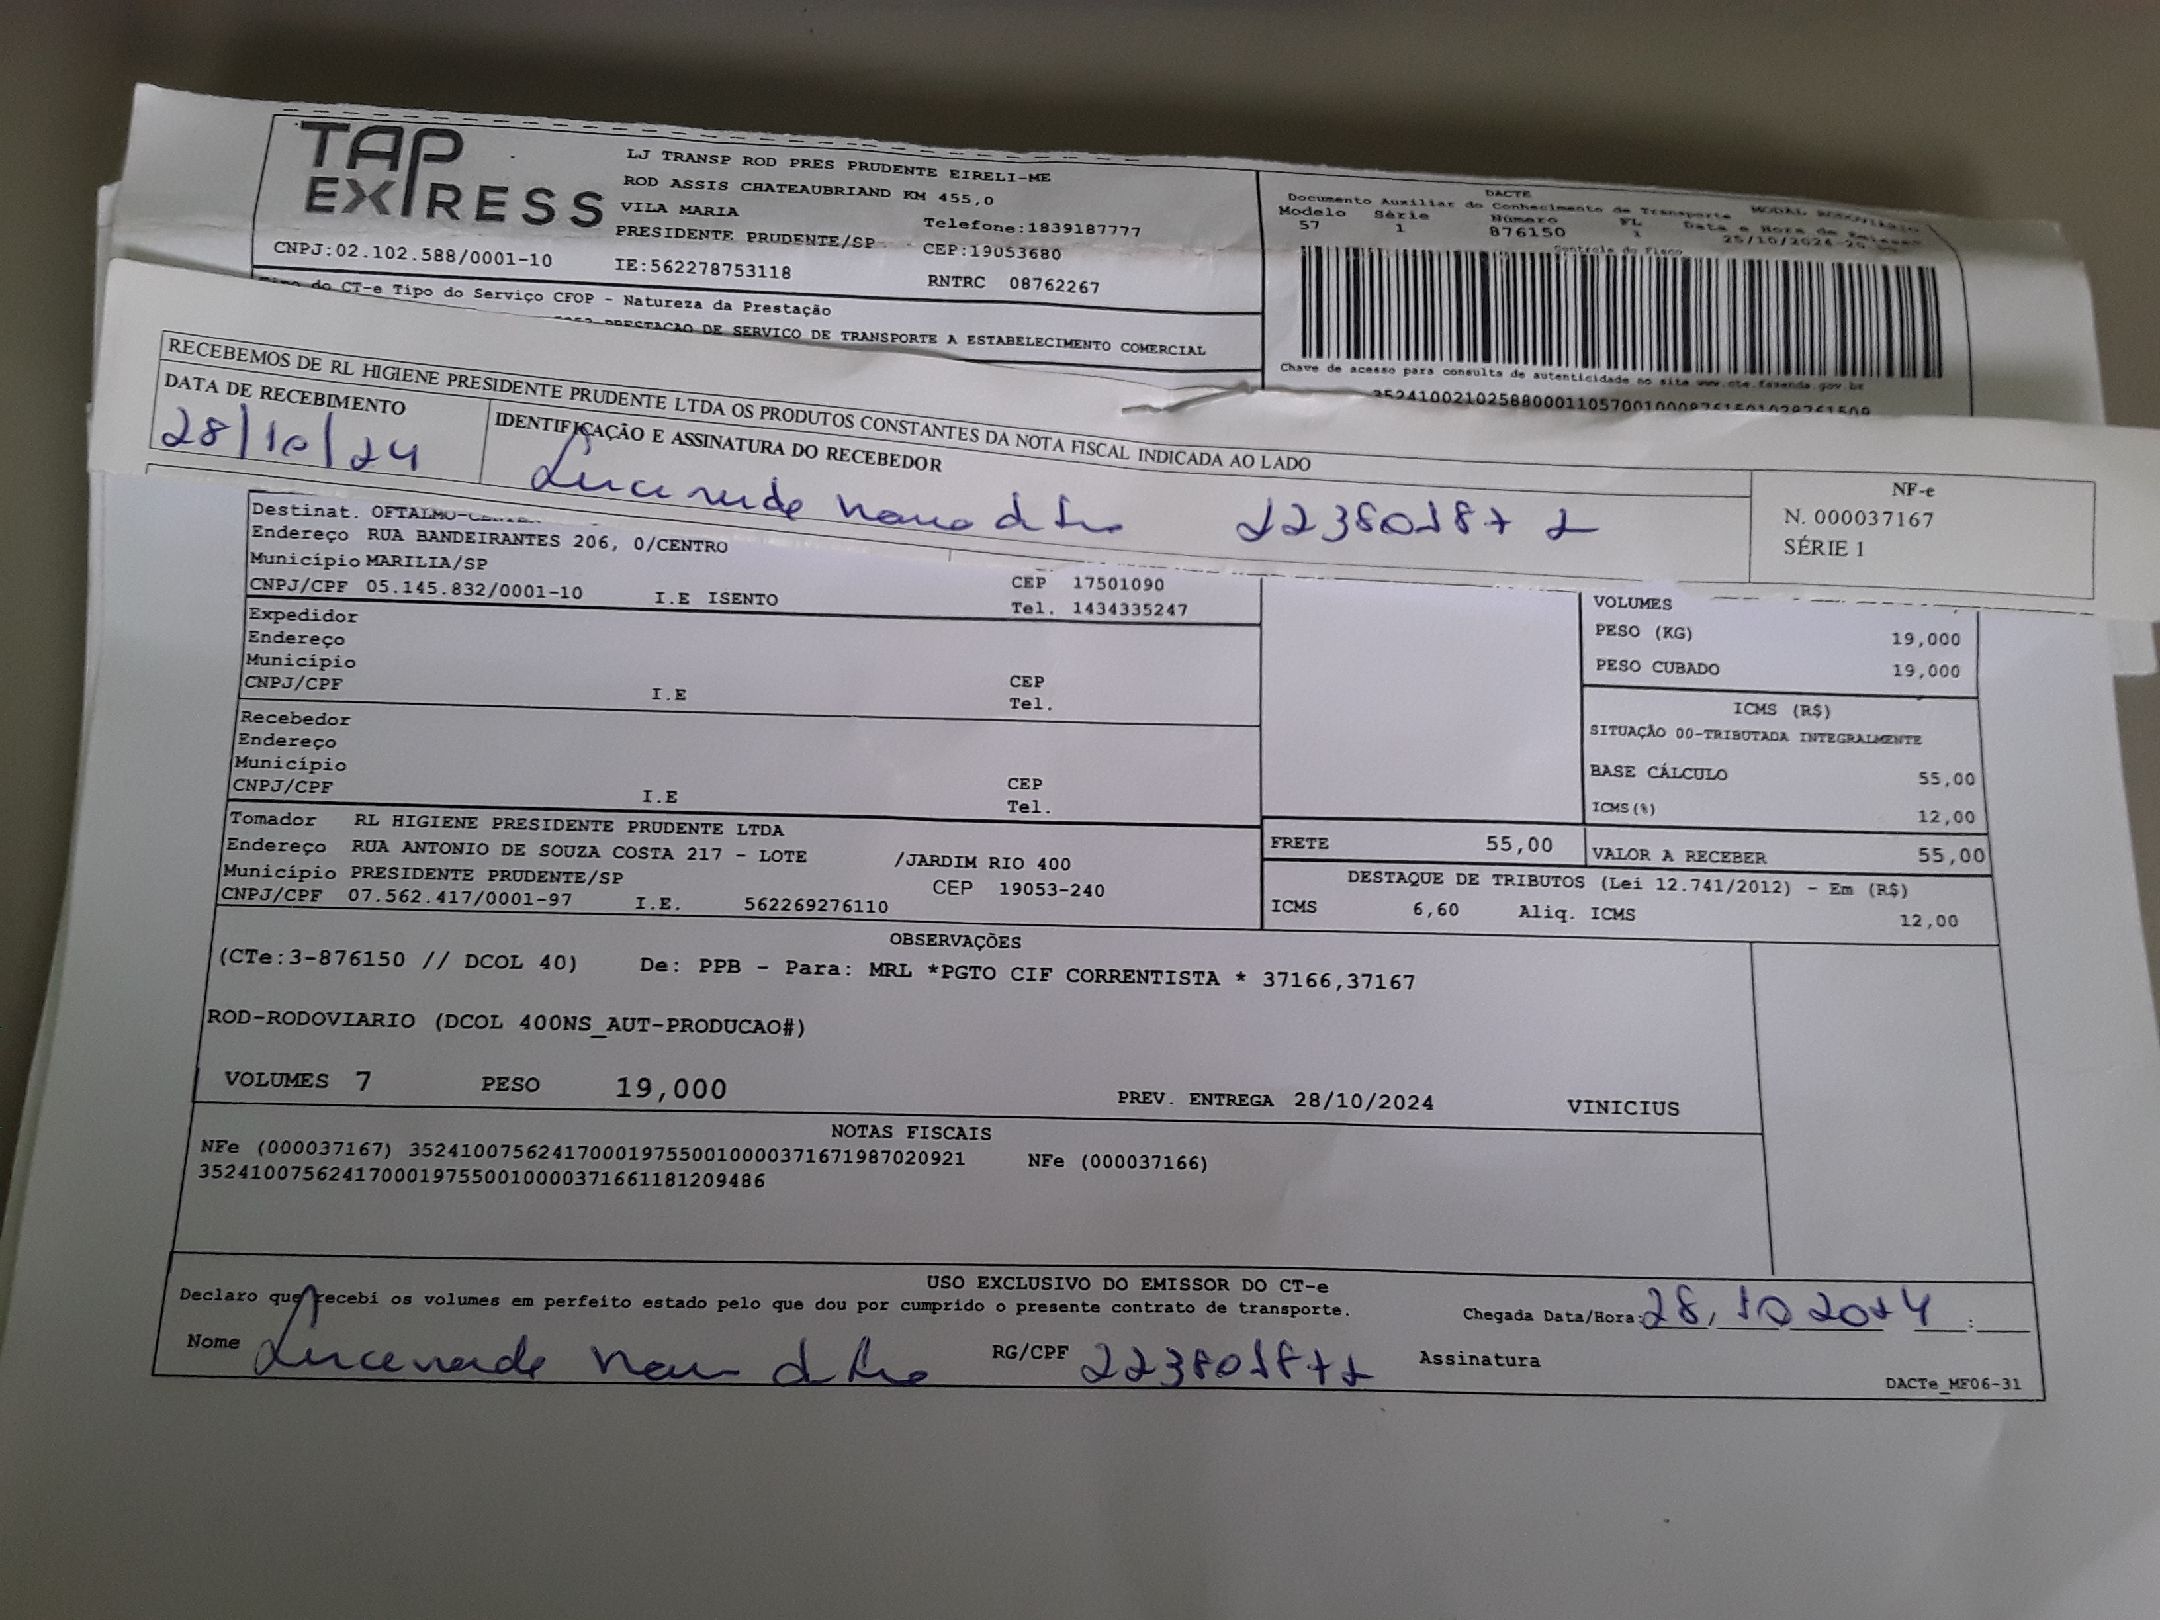 TAP
EXPRESS
LJ TRANSP ROD PRES PRUDENTE EIRELI-ME
ROD ASSIS CHATEAUBRIAND KM 455,0
VILA MARIA
Telefone:1839187777
PRESIDENTE PRUDENTE/SP
CEP:19053680
CNPJ:02.102.588/0001-10
IE:562278753118
RNTRC 08762267
DACTE
Documento Auxiliar do Conhecimento de Transporte
Modelo Série Número FL
57 1 876150 1
25/10/2024
Controle do Fisco
Chave de acesso para consulta de autenticidade no site www.cte.fazenda.gov.br
do CT-e Tipo do Serviço CFOP - Natureza da Prestação
PRESTACAO DE SERVICO DE TRANSPORTE A ESTABELECIMENTO COMERCIAL
RECEBEMOS DE RL HIGIENE PRESIDENTE PRUDENTE LTDA OS PRODUTOS CONSTANTES DA NOTA FISCAL INDICADA AO LADO
DATA DE RECEBIMENTO
28/10/24
IDENTIFICAÇÃO E ASSINATURA DO RECEBEDOR
NF-e
N. 000037167
SÉRIE 1
Destinat. OFTALMO-
Endereço RUA BANDEIRANTES 206, 0/CENTRO
Município MARILIA/SP
CEP 17501090
CNPJ/CPF 05.145.832/0001-10 I.E ISENTO Tel. 1434335247
Expedidor
Endereço
Município
CEP
CNPJ/CPF I.E Tel.
Recebedor
Endereço
Município
CEP
CNPJ/CPF I.E Tel.
Tomador RL HIGIENE PRESIDENTE PRUDENTE LTDA
Endereço RUA ANTONIO DE SOUZA COSTA 217 - LOTE /JARDIM RIO 400
Município PRESIDENTE PRUDENTE/SP CEP 19053-240
CNPJ/CPF 07.562.417/0001-97 I.E. 562269276110
VOLUMES
PESO (KG) 19,000
PESO CUBADO 19,000
ICMS (R$)
SITUAÇÃO 00-TRIBUTADA INTEGRALMENTE
BASE CÁLCULO 55,00
ICMS(%) 12,00
FRETE 55,00 VALOR A RECEBER 55,00
DESTAQUE DE TRIBUTOS (Lei 12.741/2012) - Em (R$)
ICMS 6,60 Aliq. ICMS 12,00
OBSERVAÇÕES
(CTe:3-876150 // DCOL 40) De: PPB - Para: MRL *PGTO CIF CORRENTISTA * 37166,37167
ROD-RODOVIARIO (DCOL 400NS_AUT-PRODUCAO#)
VOLUMES 7 PESO 19,000 PREV. ENTREGA 28/10/2024 VINICIUS
NOTAS FISCAIS
NFe (000037167) 35241007562417000197550010000371671987020921 NFe (000037166)
35241007562417000197550010000371661181209486
USO EXCLUSIVO DO EMISSOR DO CT-e
Declaro que recebi os volumes em perfeito estado pelo que dou por cumprido o presente contrato de transporte.
Chegada Data/Hora: 28, 10 2024 :
Nome RG/CPF Assinatura
DACTe_MF06-31